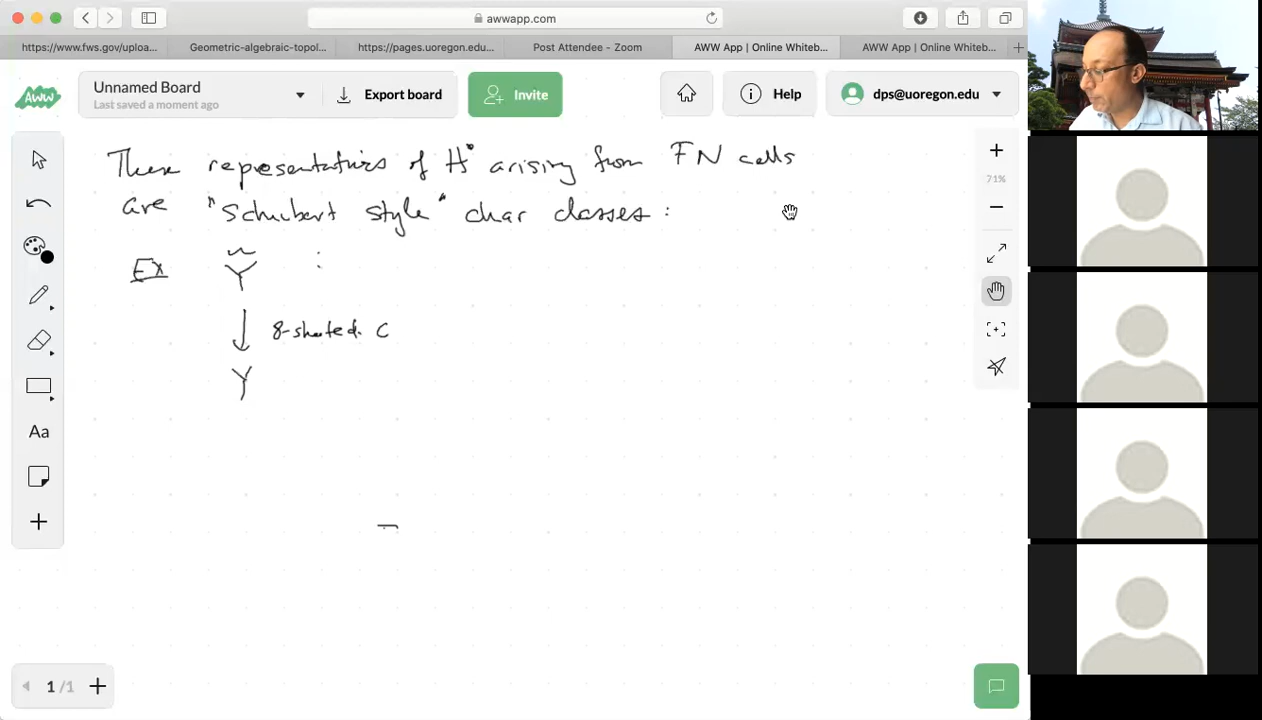 awwapp.com
https://www.fws.gov/uploa...
Geometric-algebraic-topol...
https://pages.uoregon.edu...
Post Attendee - Zoom
AWW App | Online Whiteb...
AWW App | Online Whiteb...
AWW
Unnamed Board
Last saved a moment ago
Export board
Invite
Help
dps@uoregon.edu
71%
These representatives of H° arising from FN cells
are "Schubert style" char classes :
Ex Ỹ :
↓ 8-sheeted. C
Y
Aa
1 /1